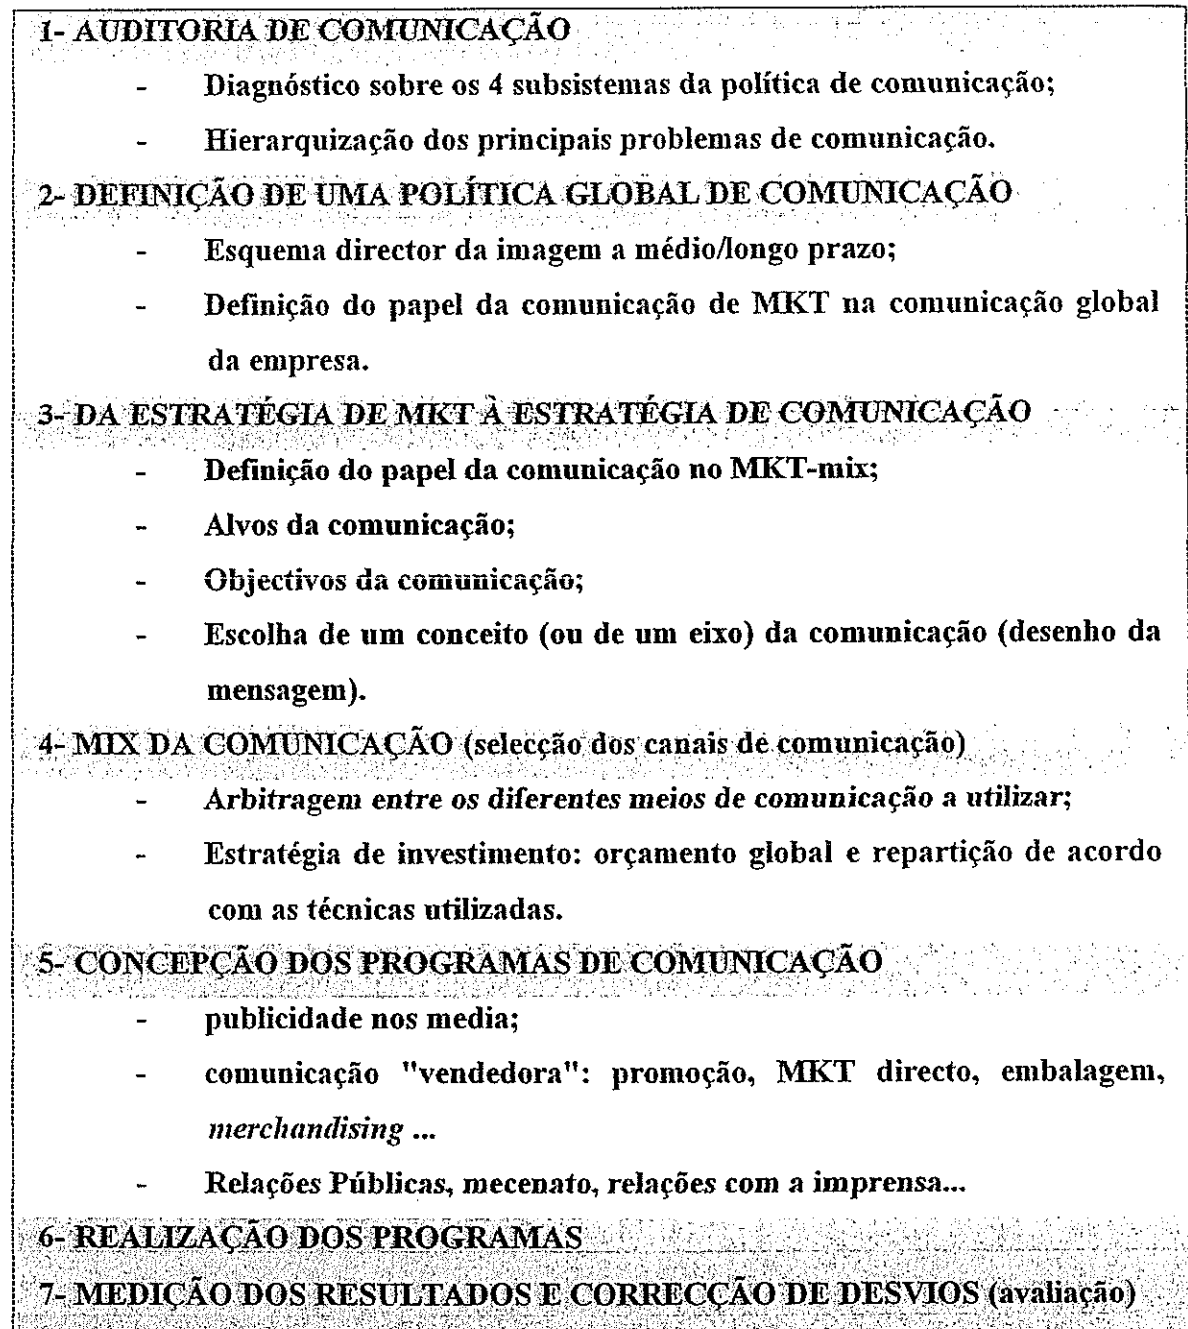 1- AUDITORIA DE COMUNICAÇÃO
- Diagnóstico sobre os 4 subsistemas da política de comunicação;
- Hierarquização dos principais problemas de comunicação.
2- DEFINIÇÃO DE UMA POLÍTICA GLOBAL DE COMUNICAÇÃO
- Esquema director da imagem a médio/longo prazo;
- Definição do papel da comunicação de MKT na comunicação global
da empresa.
3- DA ESTRATÉGIA DE MKT À ESTRATÉGIA DE COMUNICAÇÃO
- Definição do papel da comunicação no MKT-mix;
- Alvos da comunicação;
- Objectivos da comunicação;
- Escolha de um conceito (ou de um eixo) da comunicação (desenho da
mensagem).
4- MIX DA COMUNICAÇÃO (selecção dos canais de comunicação)
- Arbitragem entre os diferentes meios de comunicação a utilizar;
- Estratégia de investimento: orçamento global e repartição de acordo
com as técnicas utilizadas.
5- CONCEPÇÃO DOS PROGRAMAS DE COMUNICAÇÃO
- publicidade nos media;
- comunicação "vendedora": promoção, MKT directo, embalagem,
merchandising ...
- Relações Públicas, mecenato, relações com a imprensa...
6- REALIZAÇÃO DOS PROGRAMAS
7- MEDIÇÃO DOS RESULTADOS E CORRECÇÃO DE DESVIOS (avaliação)